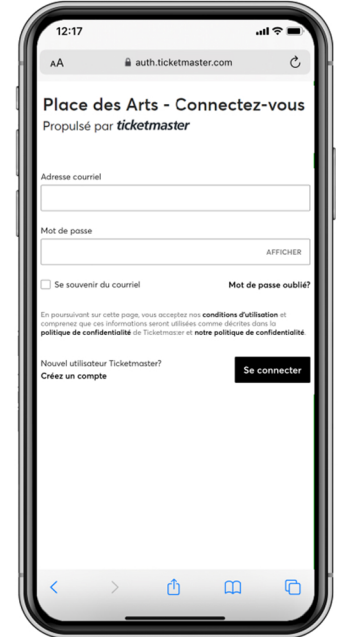 12:17
AA
auth.ticketmaster.com
Place des Arts - Connectez-vous
Propulsé par ticketmaster
Adresse courriel
Mot de passe
AFFICHER
Se souvenir du courriel
Mot de passe oublié?
En poursuivant sur cette page, vous acceptez nos conditions d'utilisation et
comprenez que ces informations seront utilisées comme décrites dans la
politique de confidentialité de Ticketmaster et notre politique de confidentialité.
Nouvel utilisateur Ticketmaster?
Créez un compte
Se connecter